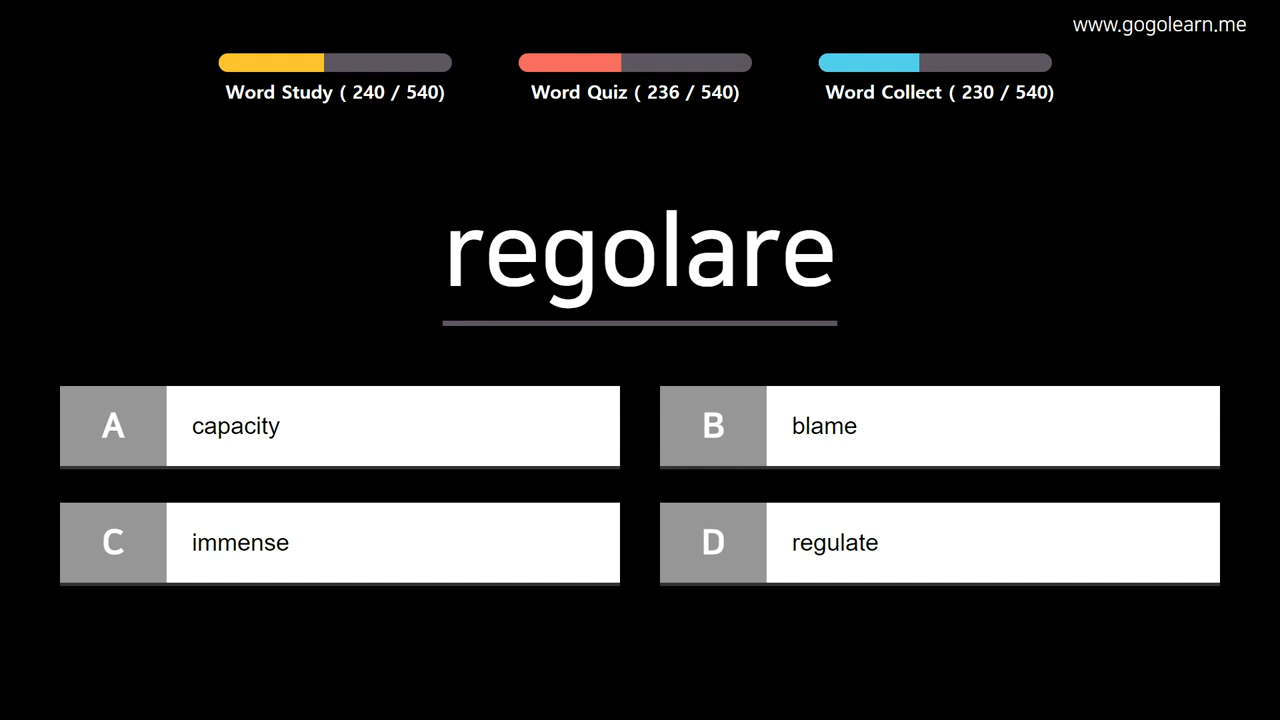 www.gogolearn.me
Word Study ( 240 / 540)
Word Quiz ( 236 / 540)
Word Collect ( 230 / 540)
regolare
A capacity
B blame
C immense
D regulate